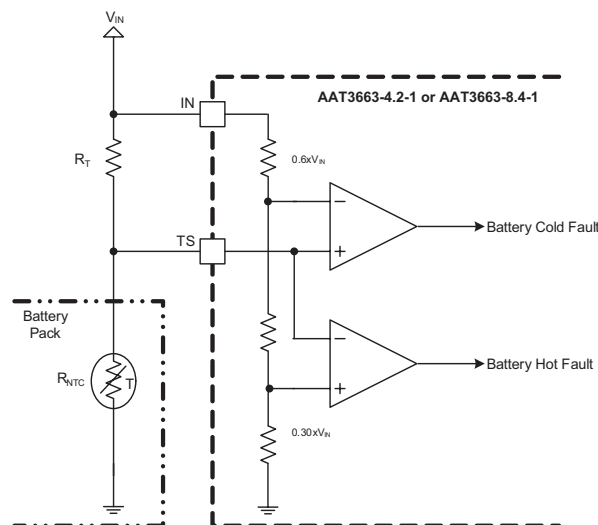 VIN
AAT3663-4.2-1 or AAT3663-8.4-1
IN
RT
0.6xVIN
−
Battery Cold Fault
+
TS
Battery
Pack
−
RNTC
T
Battery Hot Fault
+
0.30xVIN